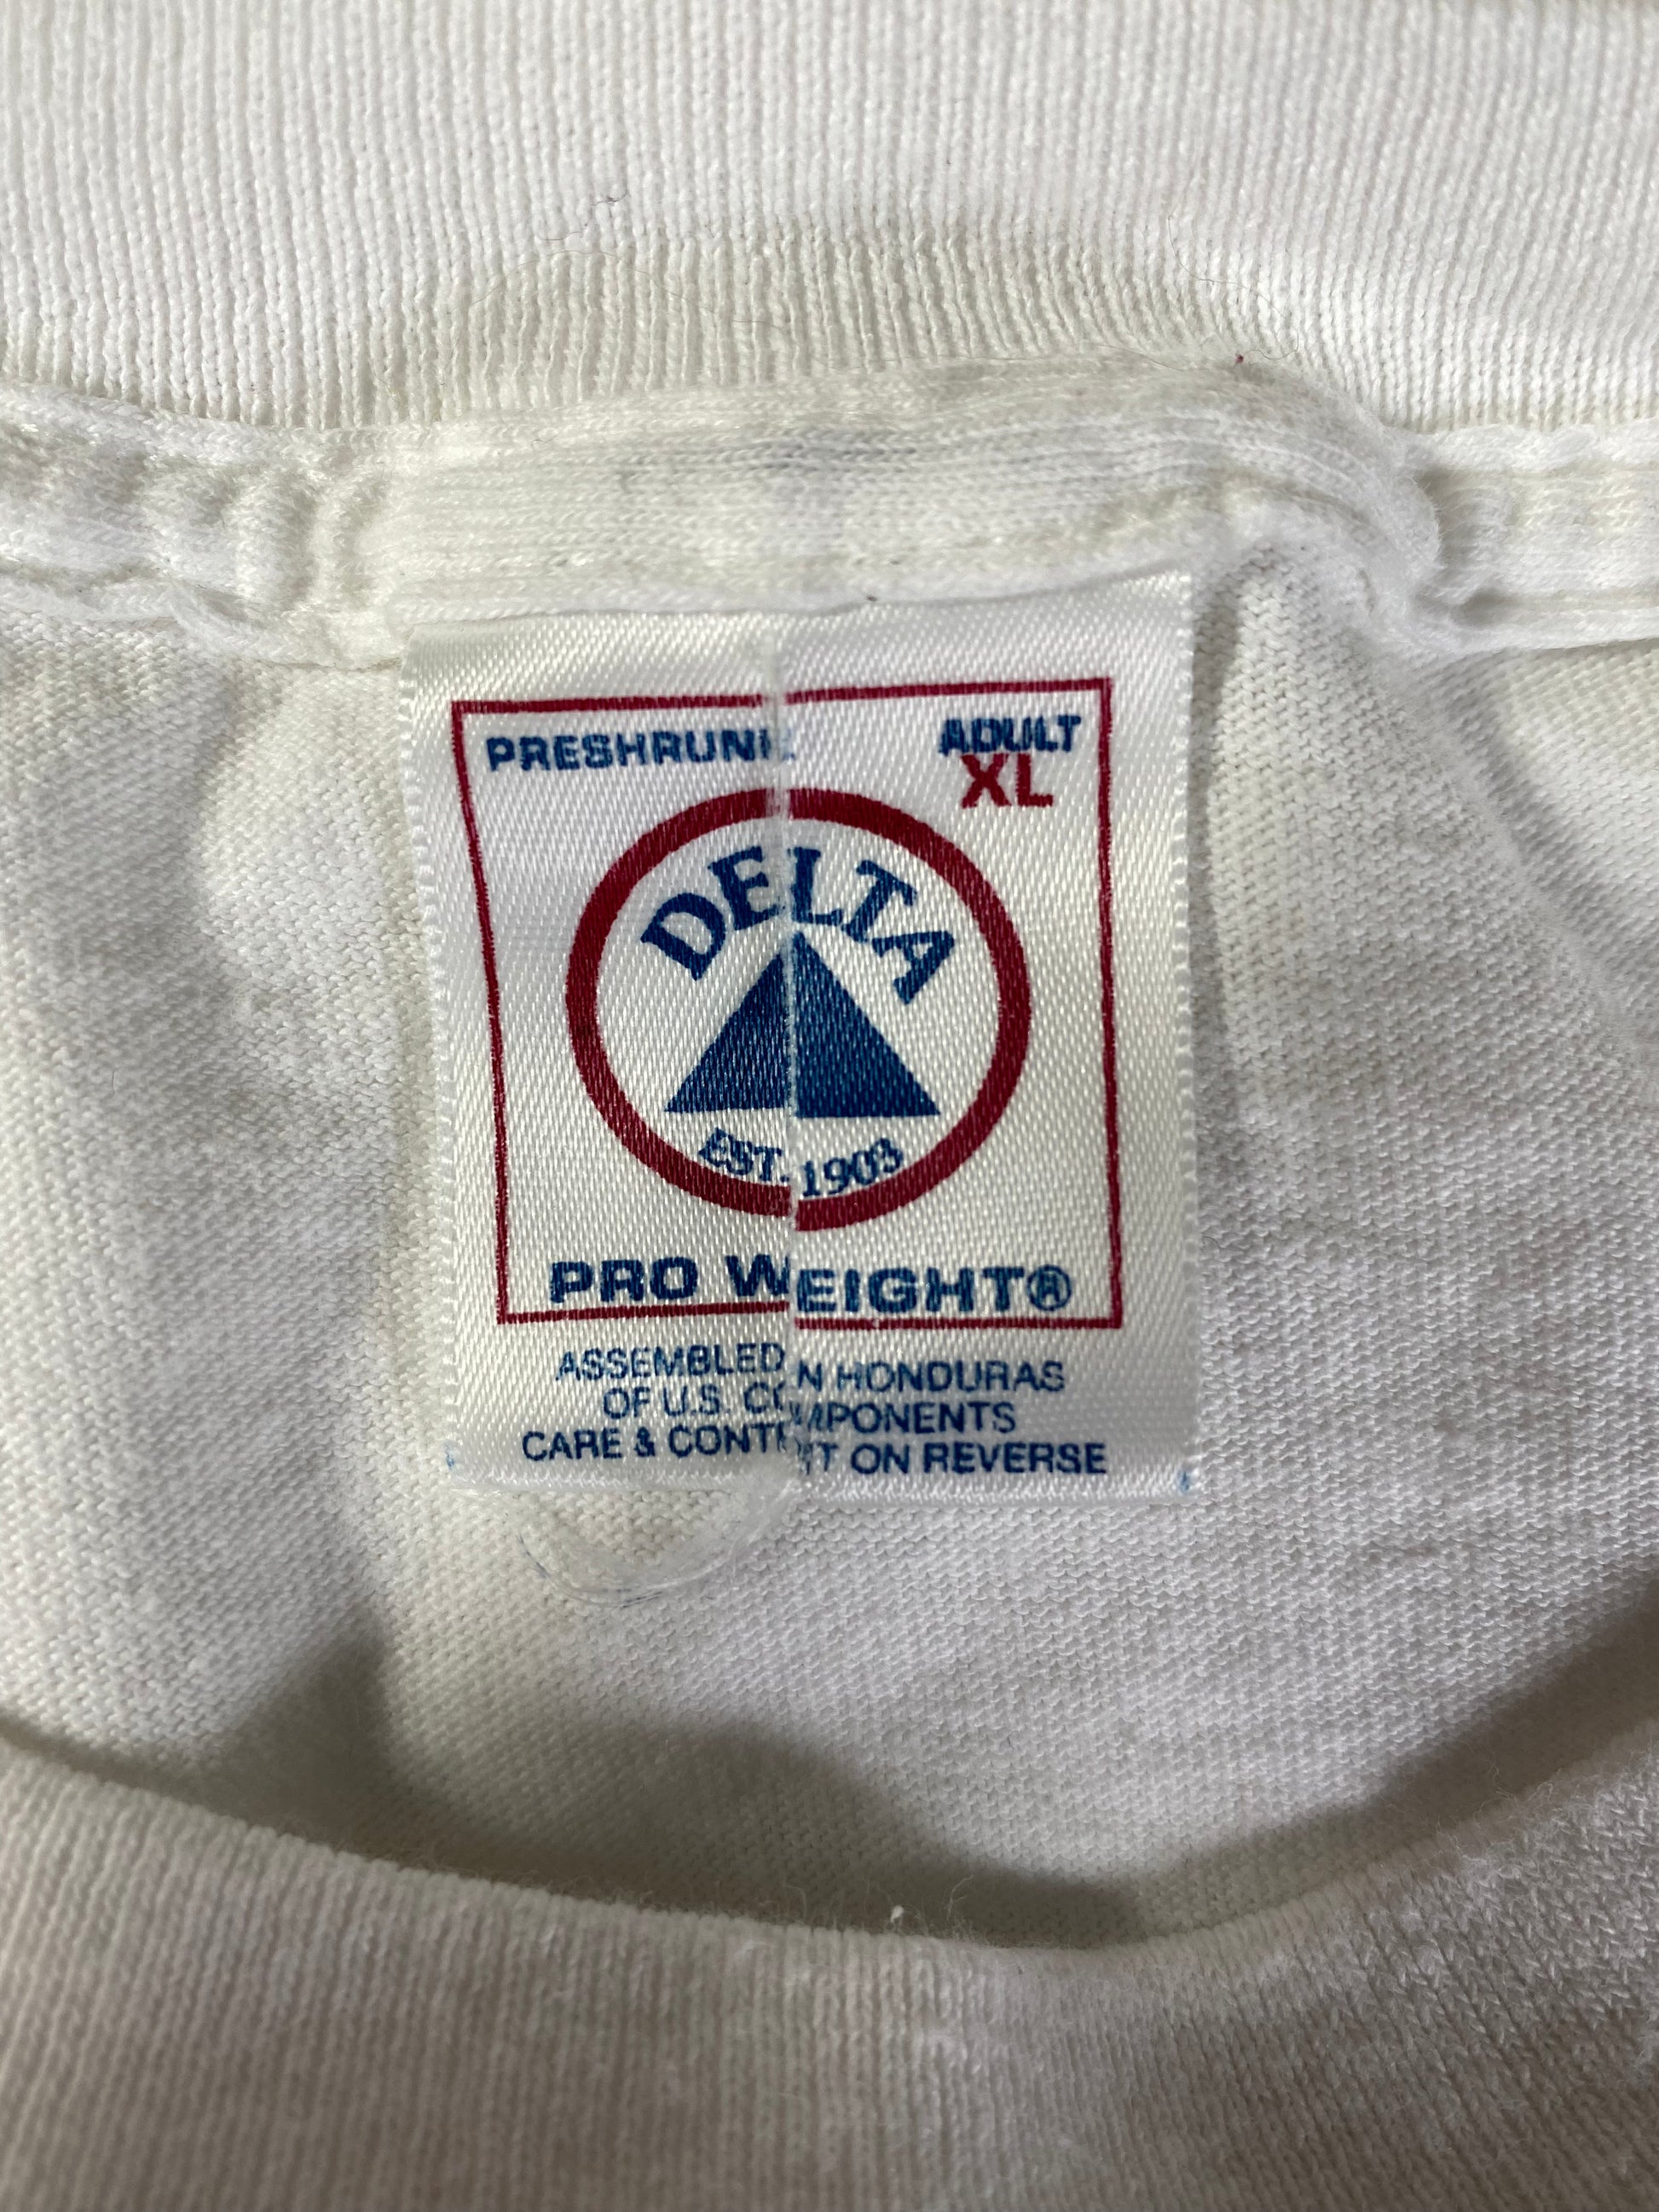 PRESHRUNK
ADULT
XL
DELTA
EST. 1903
PRO WEIGHT®
ASSEMBLED IN HONDURAS
OF U.S. COMPONENTS
CARE & CONTENT ON REVERSE